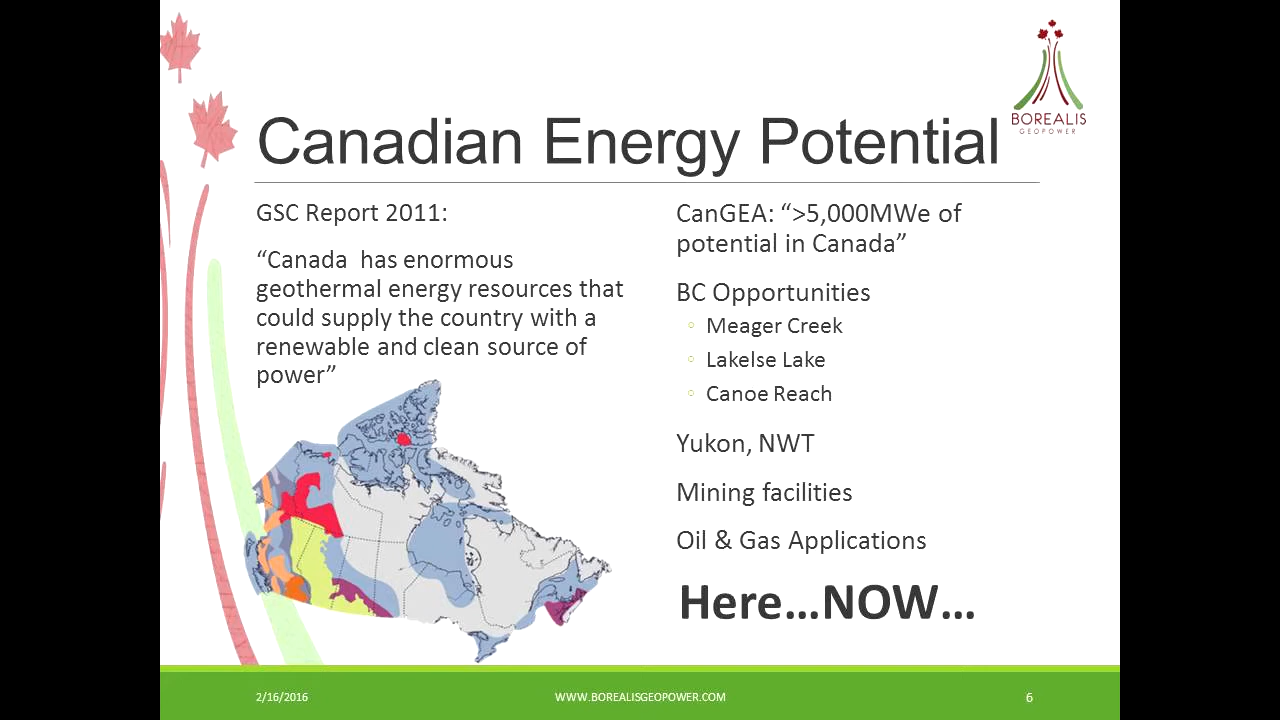 BOREALIS
GEOPOWER
Canadian Energy Potential
GSC Report 2011:
“Canada  has enormous
geothermal energy resources that
could supply the country with a
renewable and clean source of
power”
CanGEA: “>5,000MWe of
potential in Canada”
BC Opportunities
◦ Meager Creek
◦ Lakelse Lake
◦ Canoe Reach
Yukon, NWT
Mining facilities
Oil & Gas Applications
Here…NOW…
2/16/2016
WWW.BOREALISGEOPOWER.COM
6